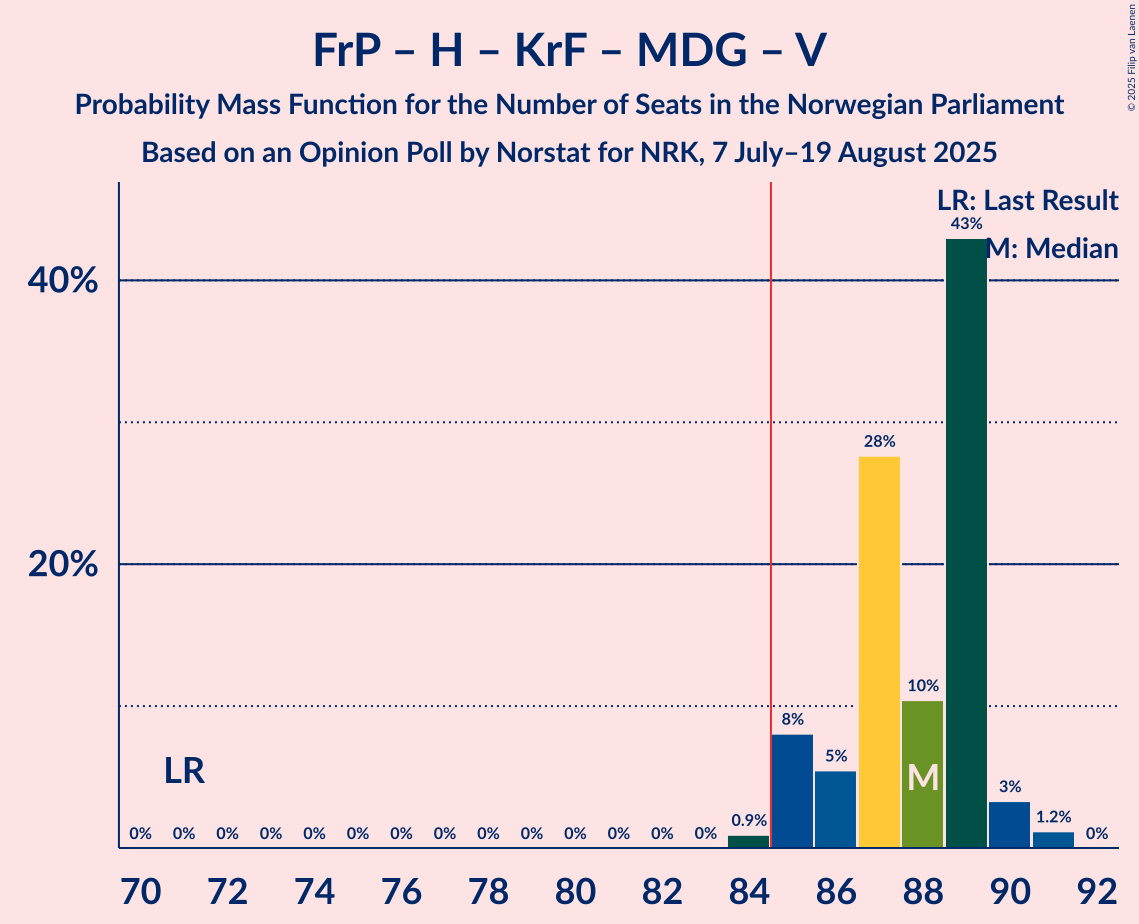 FrP – H – KrF – MDG – V
Probability Mass Function for the Number of Seats in the Norwegian Parliament
Based on an Opinion Poll by Norstat for NRK, 7 July–19 August 2025
© 2025 Filip van Laenen
LR: Last Result
43%
M: Median
40%
28%
20%
10%
8%
5%
LR
M
3%
0% 0% 0% 0% 0% 0% 0% 0% 0% 0% 0% 0% 0% 0% 0.9% 1.2% 0%
70 72 74 76 78 80 82 84 86 88 90 92